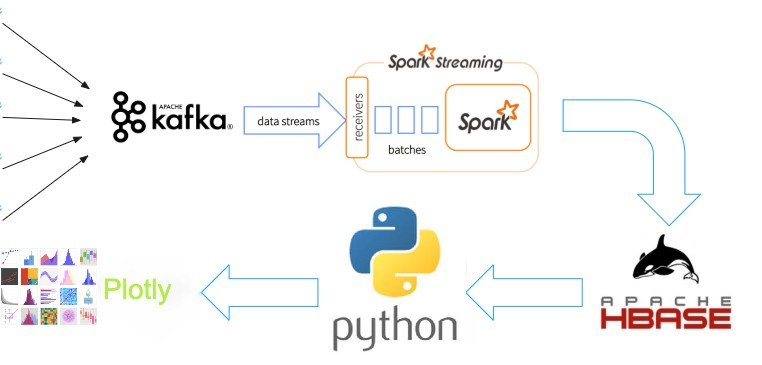 Spark Streaming
APACHE
kafka®
data streams
receivers
batches
Spark
python
APACHE
HBASE
Plotly